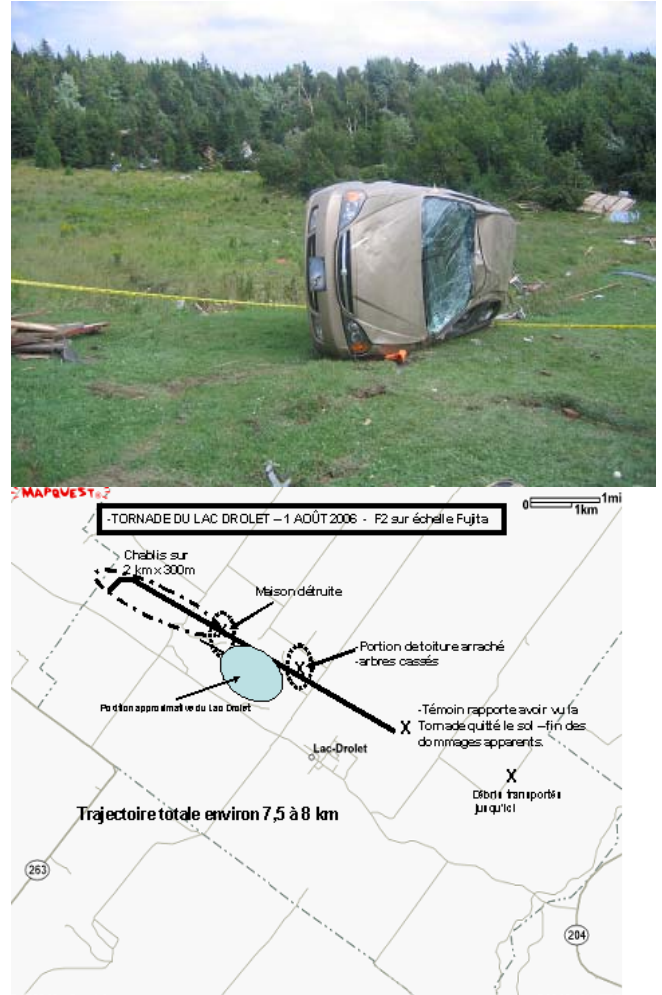 MAPQUEST
-TORNADE DU LAC DROLET – 1 AOÛT 2006 - F2 sur échelle Fujita
0
1mi
1km
Chablis sur
2 km x 300m
Maison détruite
-Portion de toiture arraché
-arbres cassés
Position approximative du Lac Drolet
-Témoin rapporte avoir vu la
Tornade quitté le sol –fin des
dommages apparents.
X
X
X
Lac-Drolet
Débris transportés
jusqu'ici
Trajectoire totale environ 7,5 à 8 km
263
204